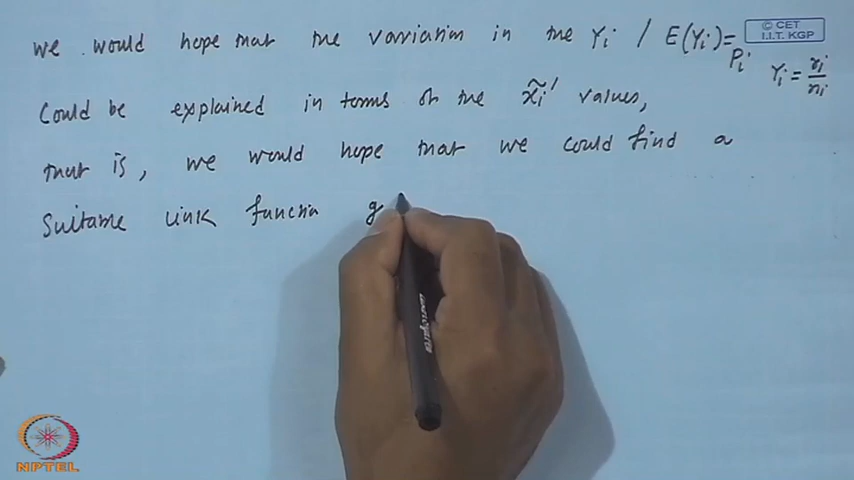 we would hope that the variation in the Yi / E(Yi) = Pi
© CET
I.I.T. KGP
Yi = ri/ni
Could be explained in terms of the x̃i' values,
that is, we would hope that we could find a
Suitable link function g
NPTEL